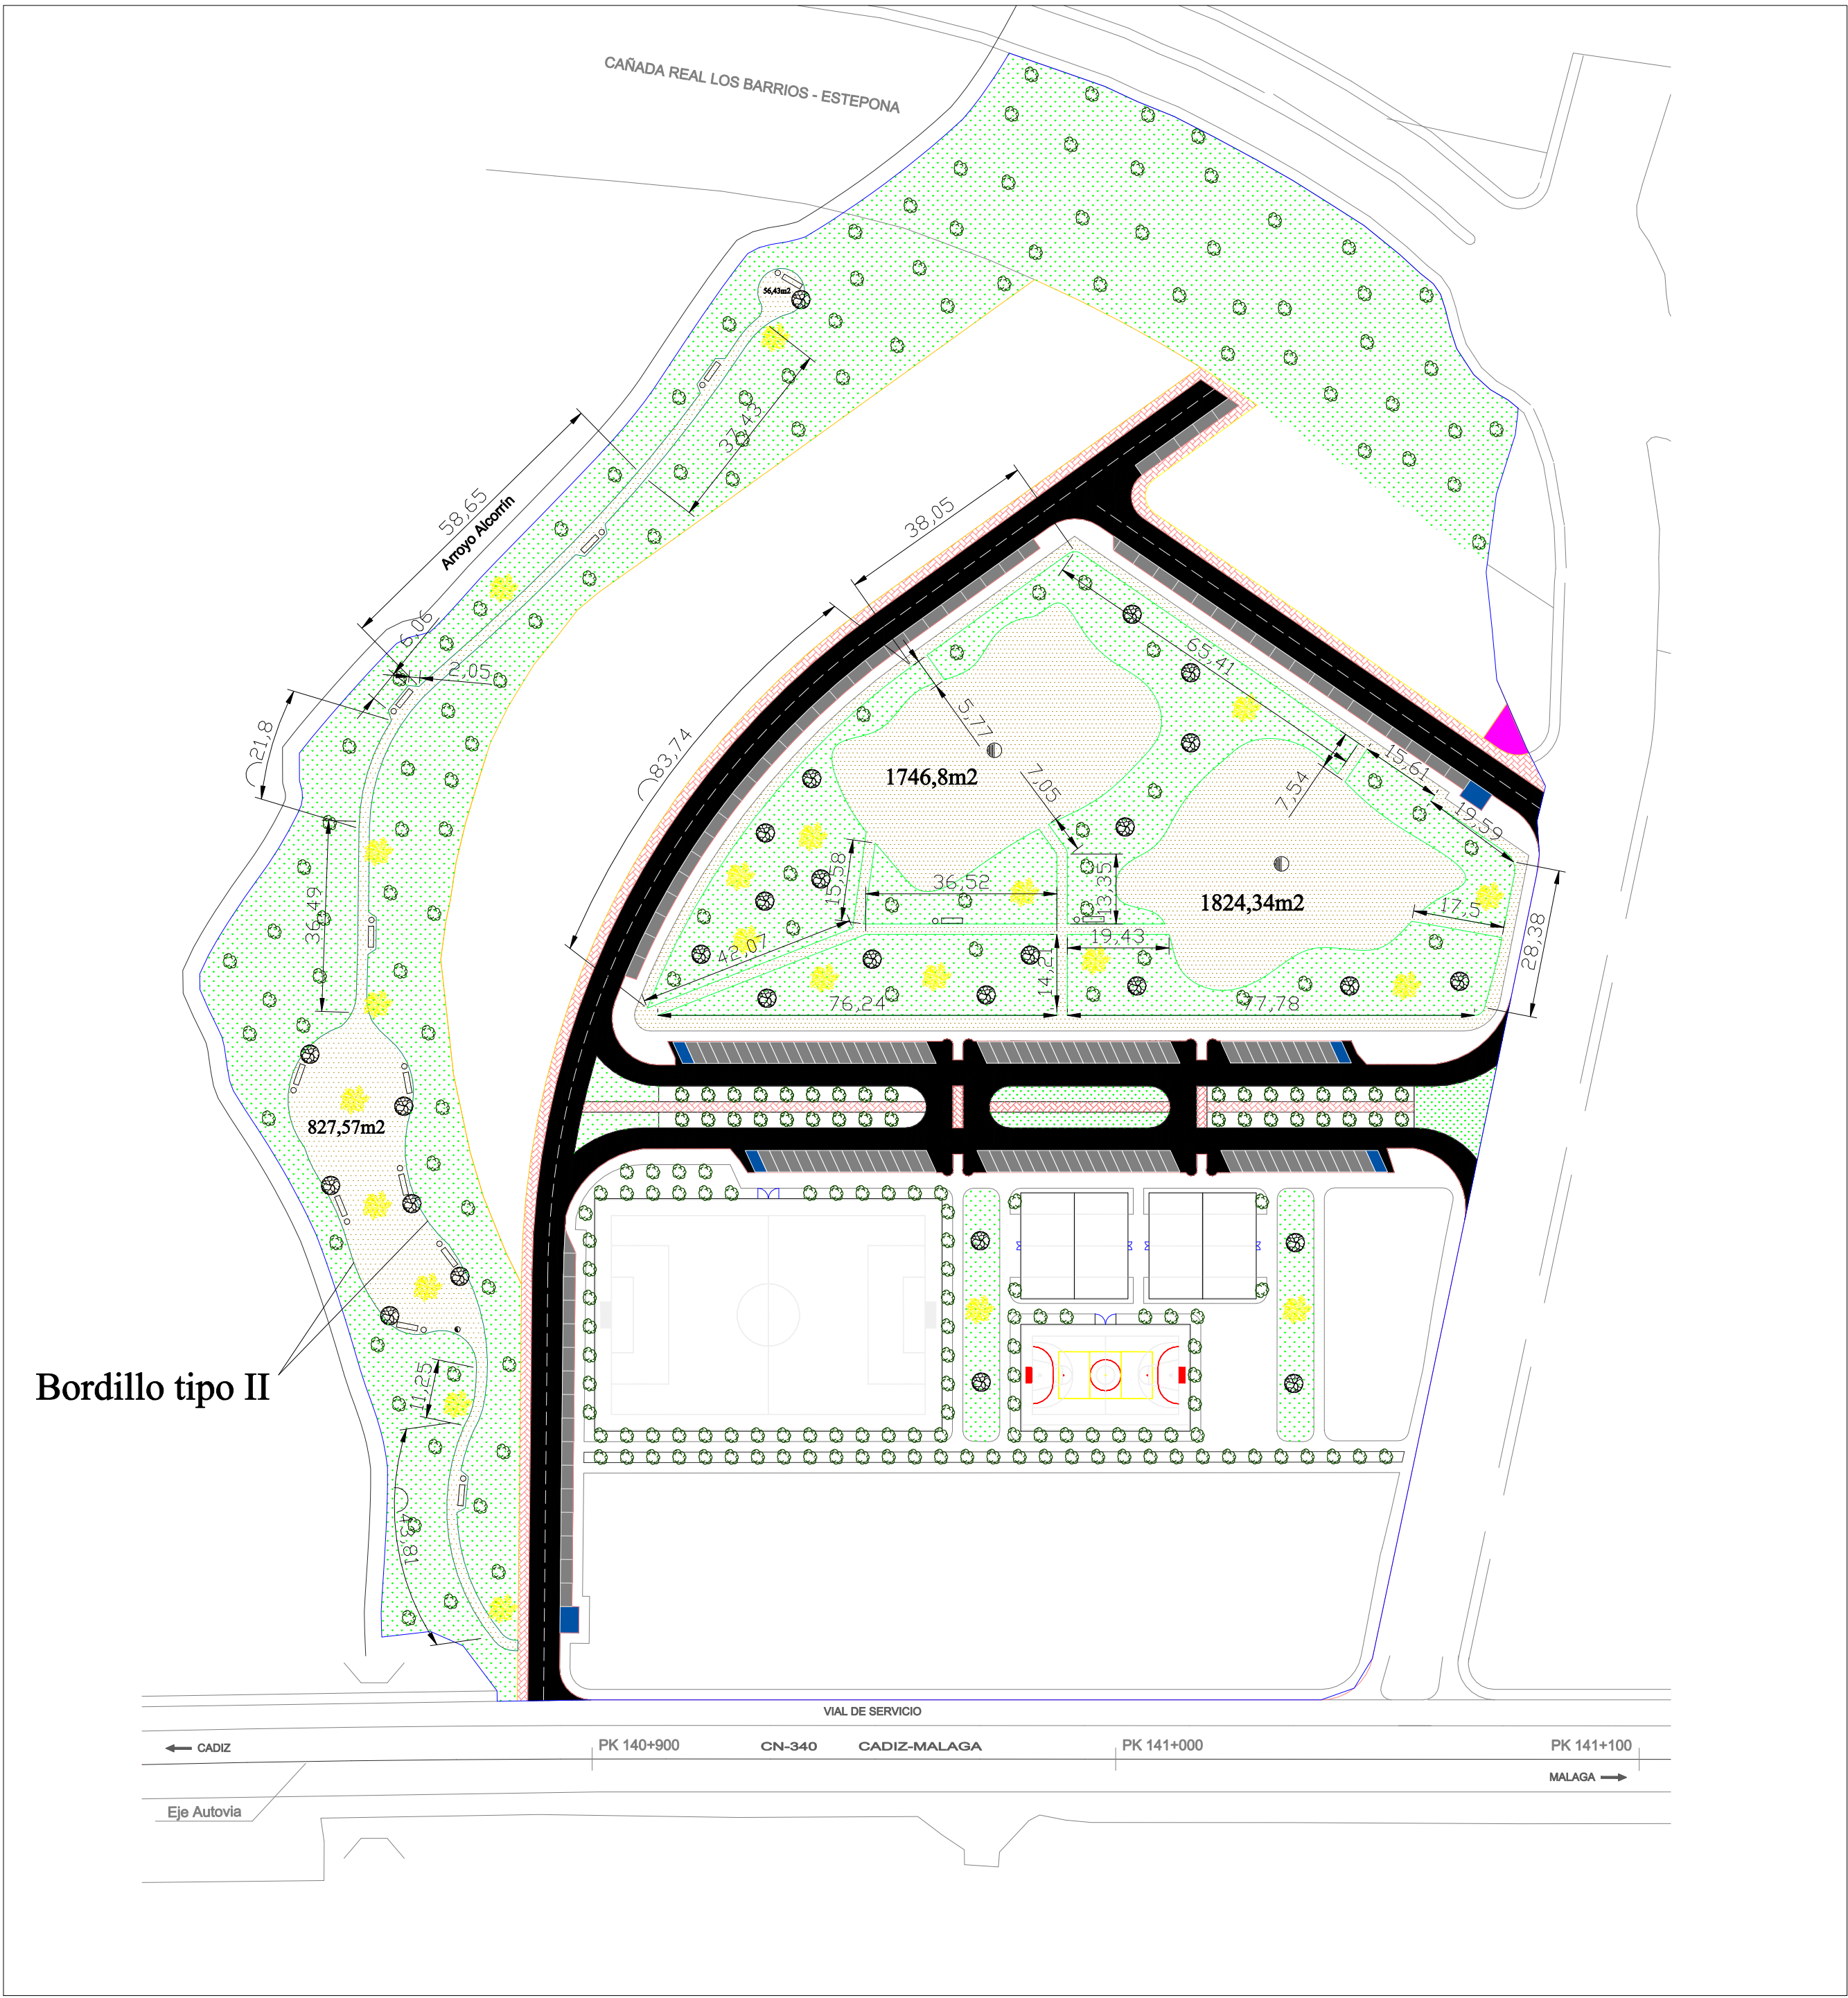 CAÑADA REAL LOS BARRIOS - ESTEPONA
56,43m2
37,43
58,65
Arroyo Alcorrín
38,05
6,06
2,05
65,41
21,8
83,74
5,77
1746,8m2
7,05
7,54
15,61
19,59
36,49
15,58
36,52
13,35
1824,34m2
17,5
28,38
42,07
19,43
14,21
76,24
77,78
827,57m2
Bordillo tipo II
11,25
43,81
VIAL DE SERVICIO
CADIZ
PK 140+900
CN-340
CADIZ-MALAGA
PK 141+000
PK 141+100
MALAGA
Eje Autovia